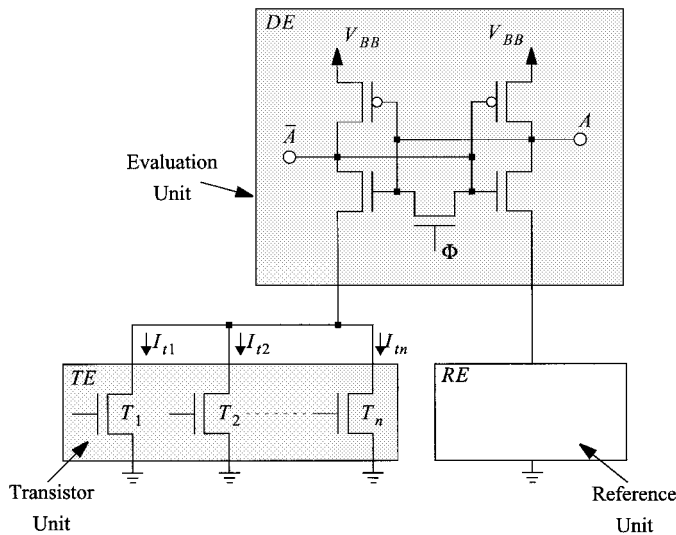 DE
V_BB
V_BB
A̅
A
Evaluation
Unit
Φ
I_t1
I_t2
I_tn
TE
RE
T_1
T_2
T_n
Transistor
Unit
Reference
Unit